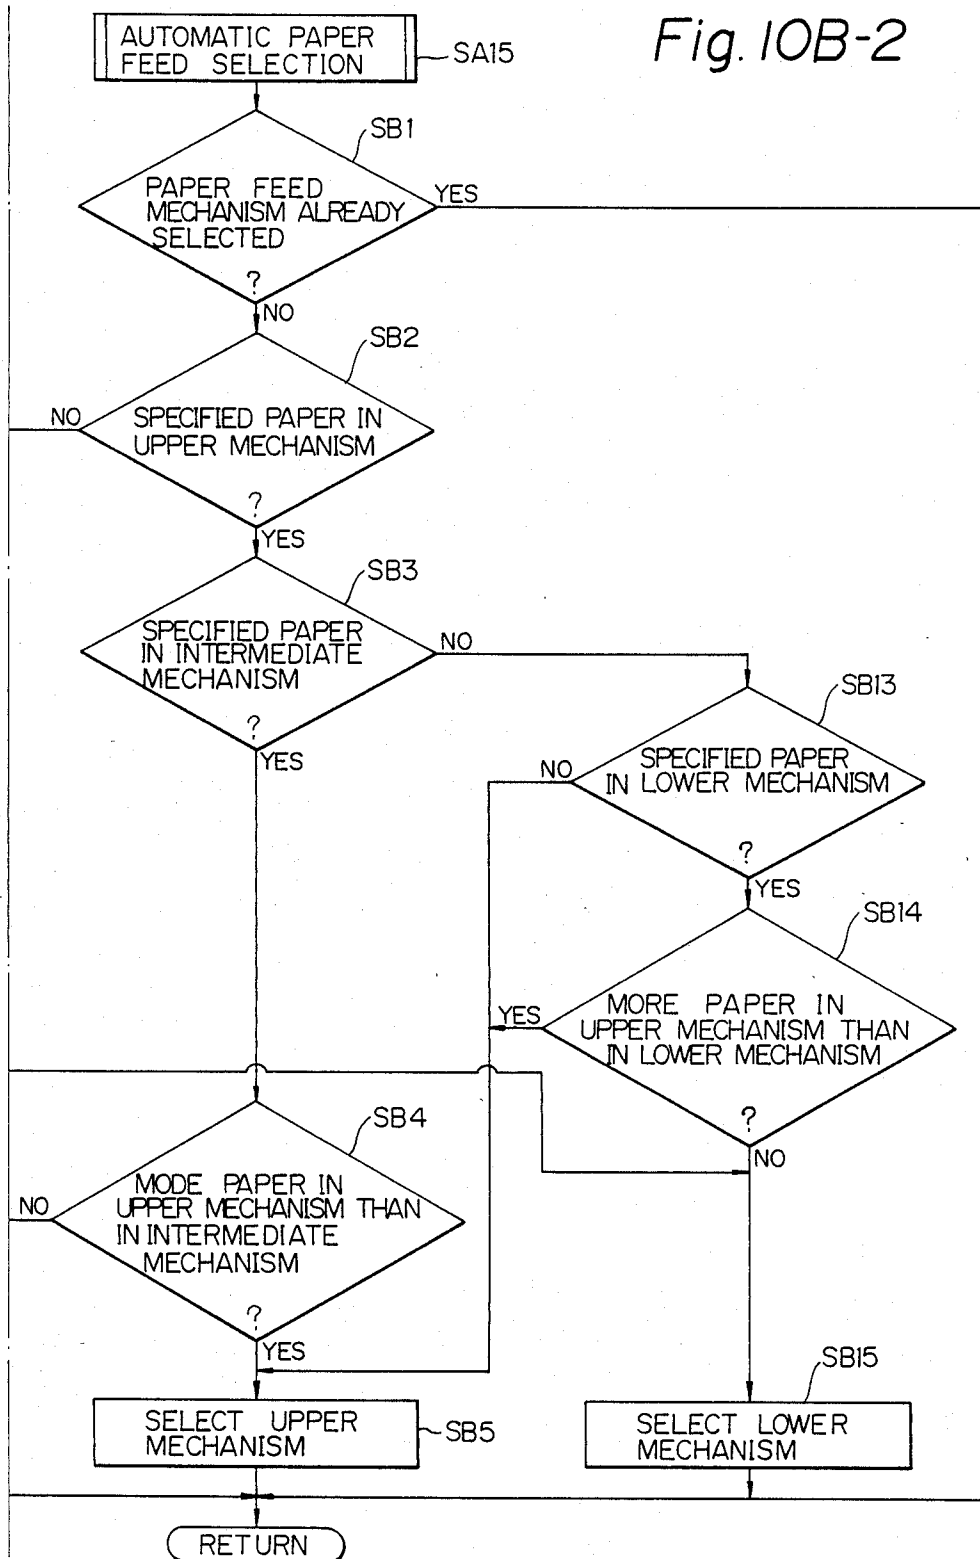 Fig. 10B-2
AUTOMATIC PAPER
FEED SELECTION
SA15
SB1
PAPER FEED
MECHANISM ALREADY
SELECTED
?
YES
NO
SB2
SPECIFIED PAPER IN
UPPER MECHANISM
?
NO
YES
SB3
SPECIFIED PAPER
IN INTERMEDIATE
MECHANISM
?
NO
YES
SB13
SPECIFIED PAPER
IN LOWER MECHANISM
?
NO
YES
SB14
MORE PAPER IN
UPPER MECHANISM THAN
IN LOWER MECHANISM
?
YES
NO
SB4
MODE PAPER IN
UPPER MECHANISM THAN
IN INTERMEDIATE
MECHANISM
?
NO
YES
SELECT UPPER
MECHANISM
SB5
SB15
SELECT LOWER
MECHANISM
RETURN